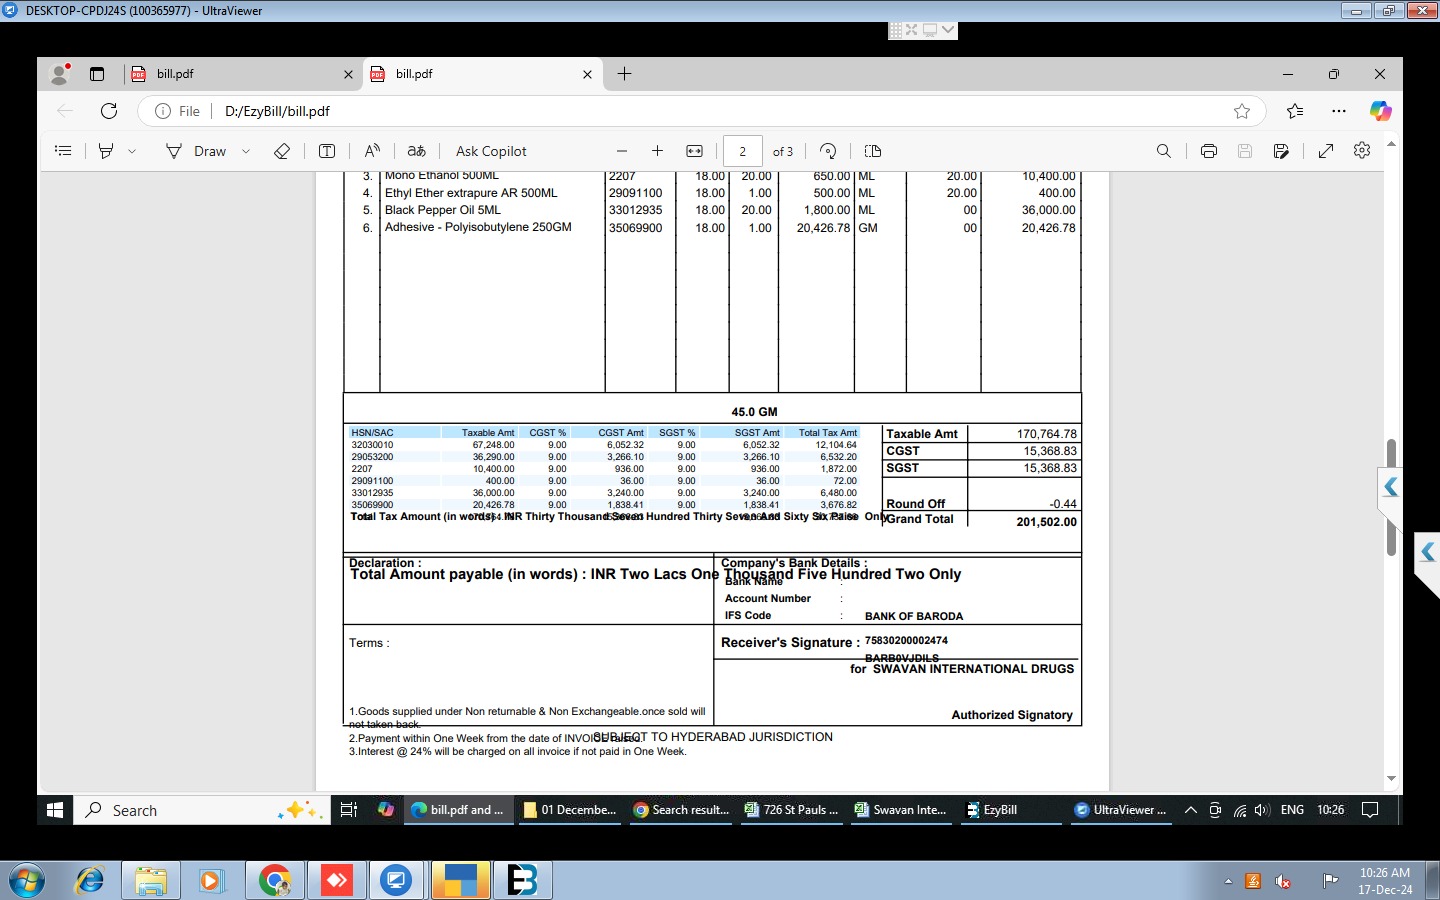 DESKTOP-CPDJ24S (100365977) - UltraViewer
bill.pdf
bill.pdf
File
D:/EzyBill/bill.pdf
Draw
aあ
Ask Copilot
2 of 3
3. Mono Ethanol 500ML 2207 18.00 20.00 650.00 ML 20.00 10,400.00
4. Ethyl Ether extrapure AR 500ML 29091100 18.00 1.00 500.00 ML 20.00 400.00
5. Black Pepper Oil 5ML 33012935 18.00 20.00 1,800.00 ML 00 36,000.00
6. Adhesive - Polyisobutylene 250GM 35069900 18.00 1.00 20,426.78 GM 00 20,426.78
45.0 GM
HSN/SAC Taxable Amt CGST % CGST Amt SGST % SGST Amt Total Tax Amt
32030010 67,248.00 9.00 6,052.32 9.00 6,052.32 12,104.64
29053200 36,290.00 9.00 3,266.10 9.00 3,266.10 6,532.20
2207 10,400.00 9.00 936.00 9.00 936.00 1,872.00
29091100 400.00 9.00 36.00 9.00 36.00 72.00
33012935 36,000.00 9.00 3,240.00 9.00 3,240.00 6,480.00
35069900 20,426.78 9.00 1,838.41 9.00 1,838.41 3,676.82
Total Tax Amount (in words) : INR Thirty Thousand Seven Hundred Thirty Seven And Sixty Six Paise Only
Taxable Amt 170,764.78
CGST 15,368.83
SGST 15,368.83
Round Off -0.44
Grand Total 201,502.00
Declaration :
Total Amount payable (in words) : INR Two Lacs One Thousand Five Hundred Two Only
Company's Bank Details :
Bank Name :
Account Number :
IFS Code : BANK OF BARODA
Terms :
Receiver's Signature : 75830200002474
BARB0VJDILS
for SWAVAN INTERNATIONAL DRUGS
Authorized Signatory
1.Goods supplied under Non returnable & Non Exchangeable.once sold will
not taken back.
2.Payment within One Week from the date of INVOICE raised.
SUBJECT TO HYDERABAD JURISDICTION
3.Interest @ 24% will be charged on all invoice if not paid in One Week.
Search
bill.pdf and ...
01 Decembe...
Search result...
726 St Pauls ...
Swavan Inte...
EzyBill
UltraViewer ...
ENG
10:26
10:26 AM
17-Dec-24